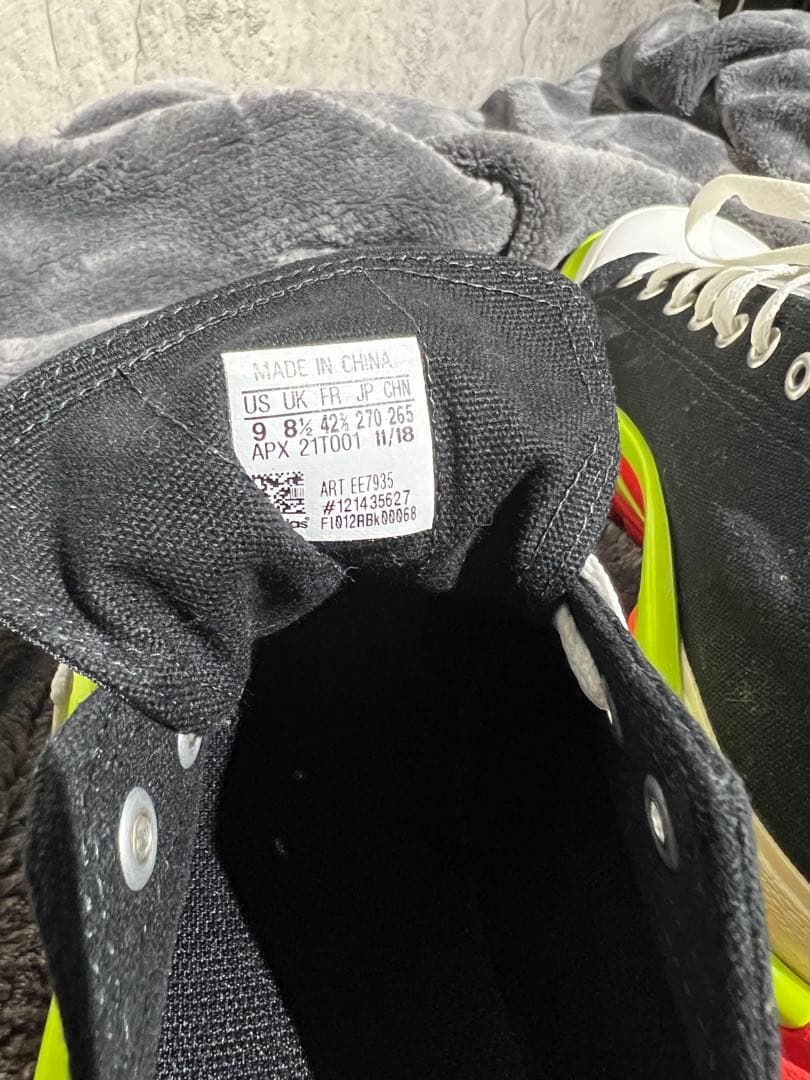 MADE IN CHINA
US UK FR JP CHN
9 8½ 42⅔ 270 265
APX 21T001 11/18
ART EE7935
#121435627